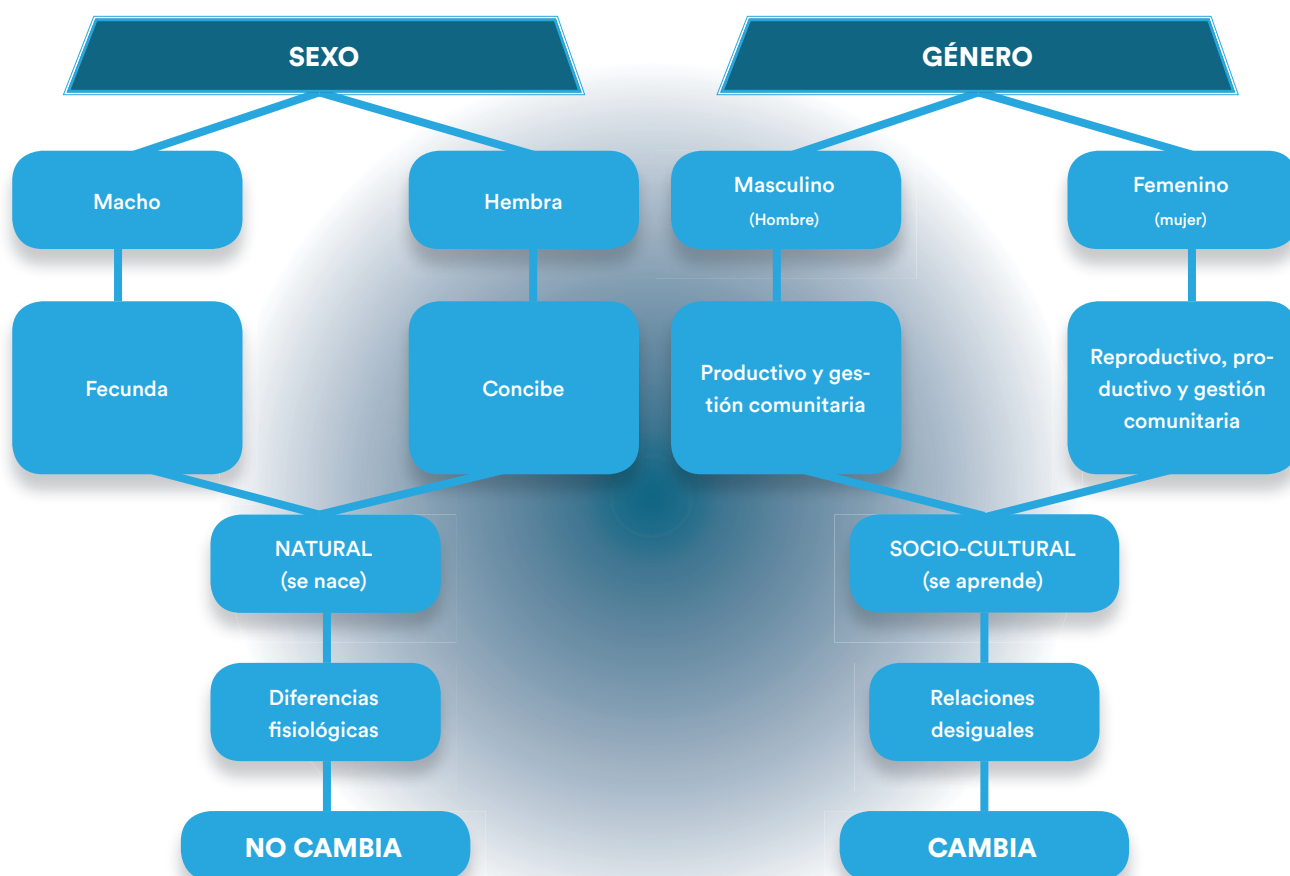 SEXO
GÉNERO
Macho
Hembra
Masculino
(Hombre)
Femenino
(mujer)
Fecunda
Concibe
Productivo y ges-
tión comunitaria
Reproductivo, pro-
ductivo y gestión
comunitaria
NATURAL
(se nace)
SOCIO-CULTURAL
(se aprende)
Diferencias
fisiológicas
Relaciones
desiguales
NO CAMBIA
CAMBIA